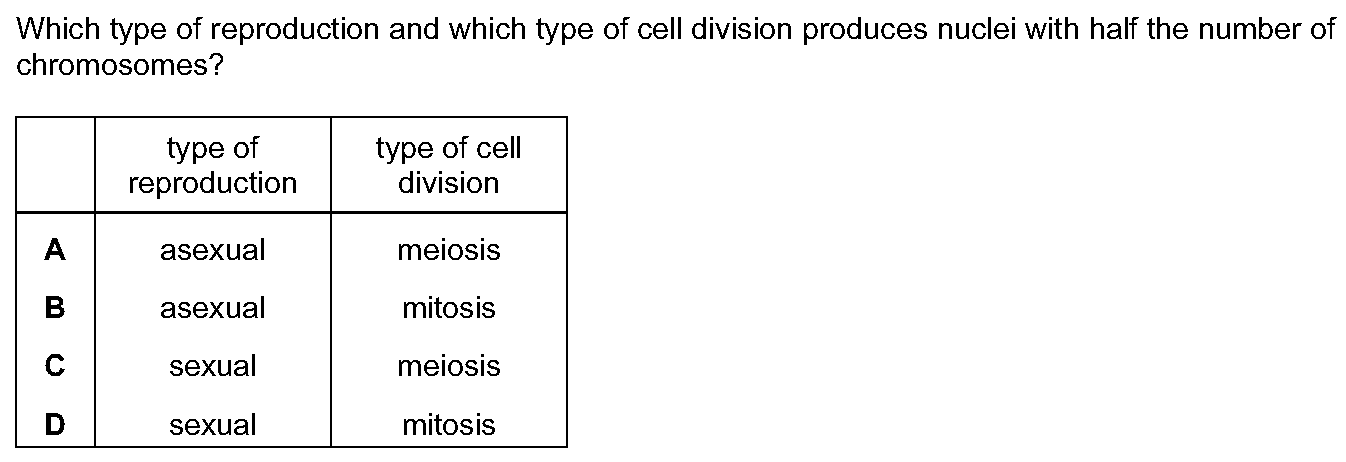 Which type of reproduction and which type of cell division produces nuclei with half the number of
chromosomes?
type of reproduction
type of cell division
A asexual meiosis
B asexual mitosis
C sexual meiosis
D sexual mitosis